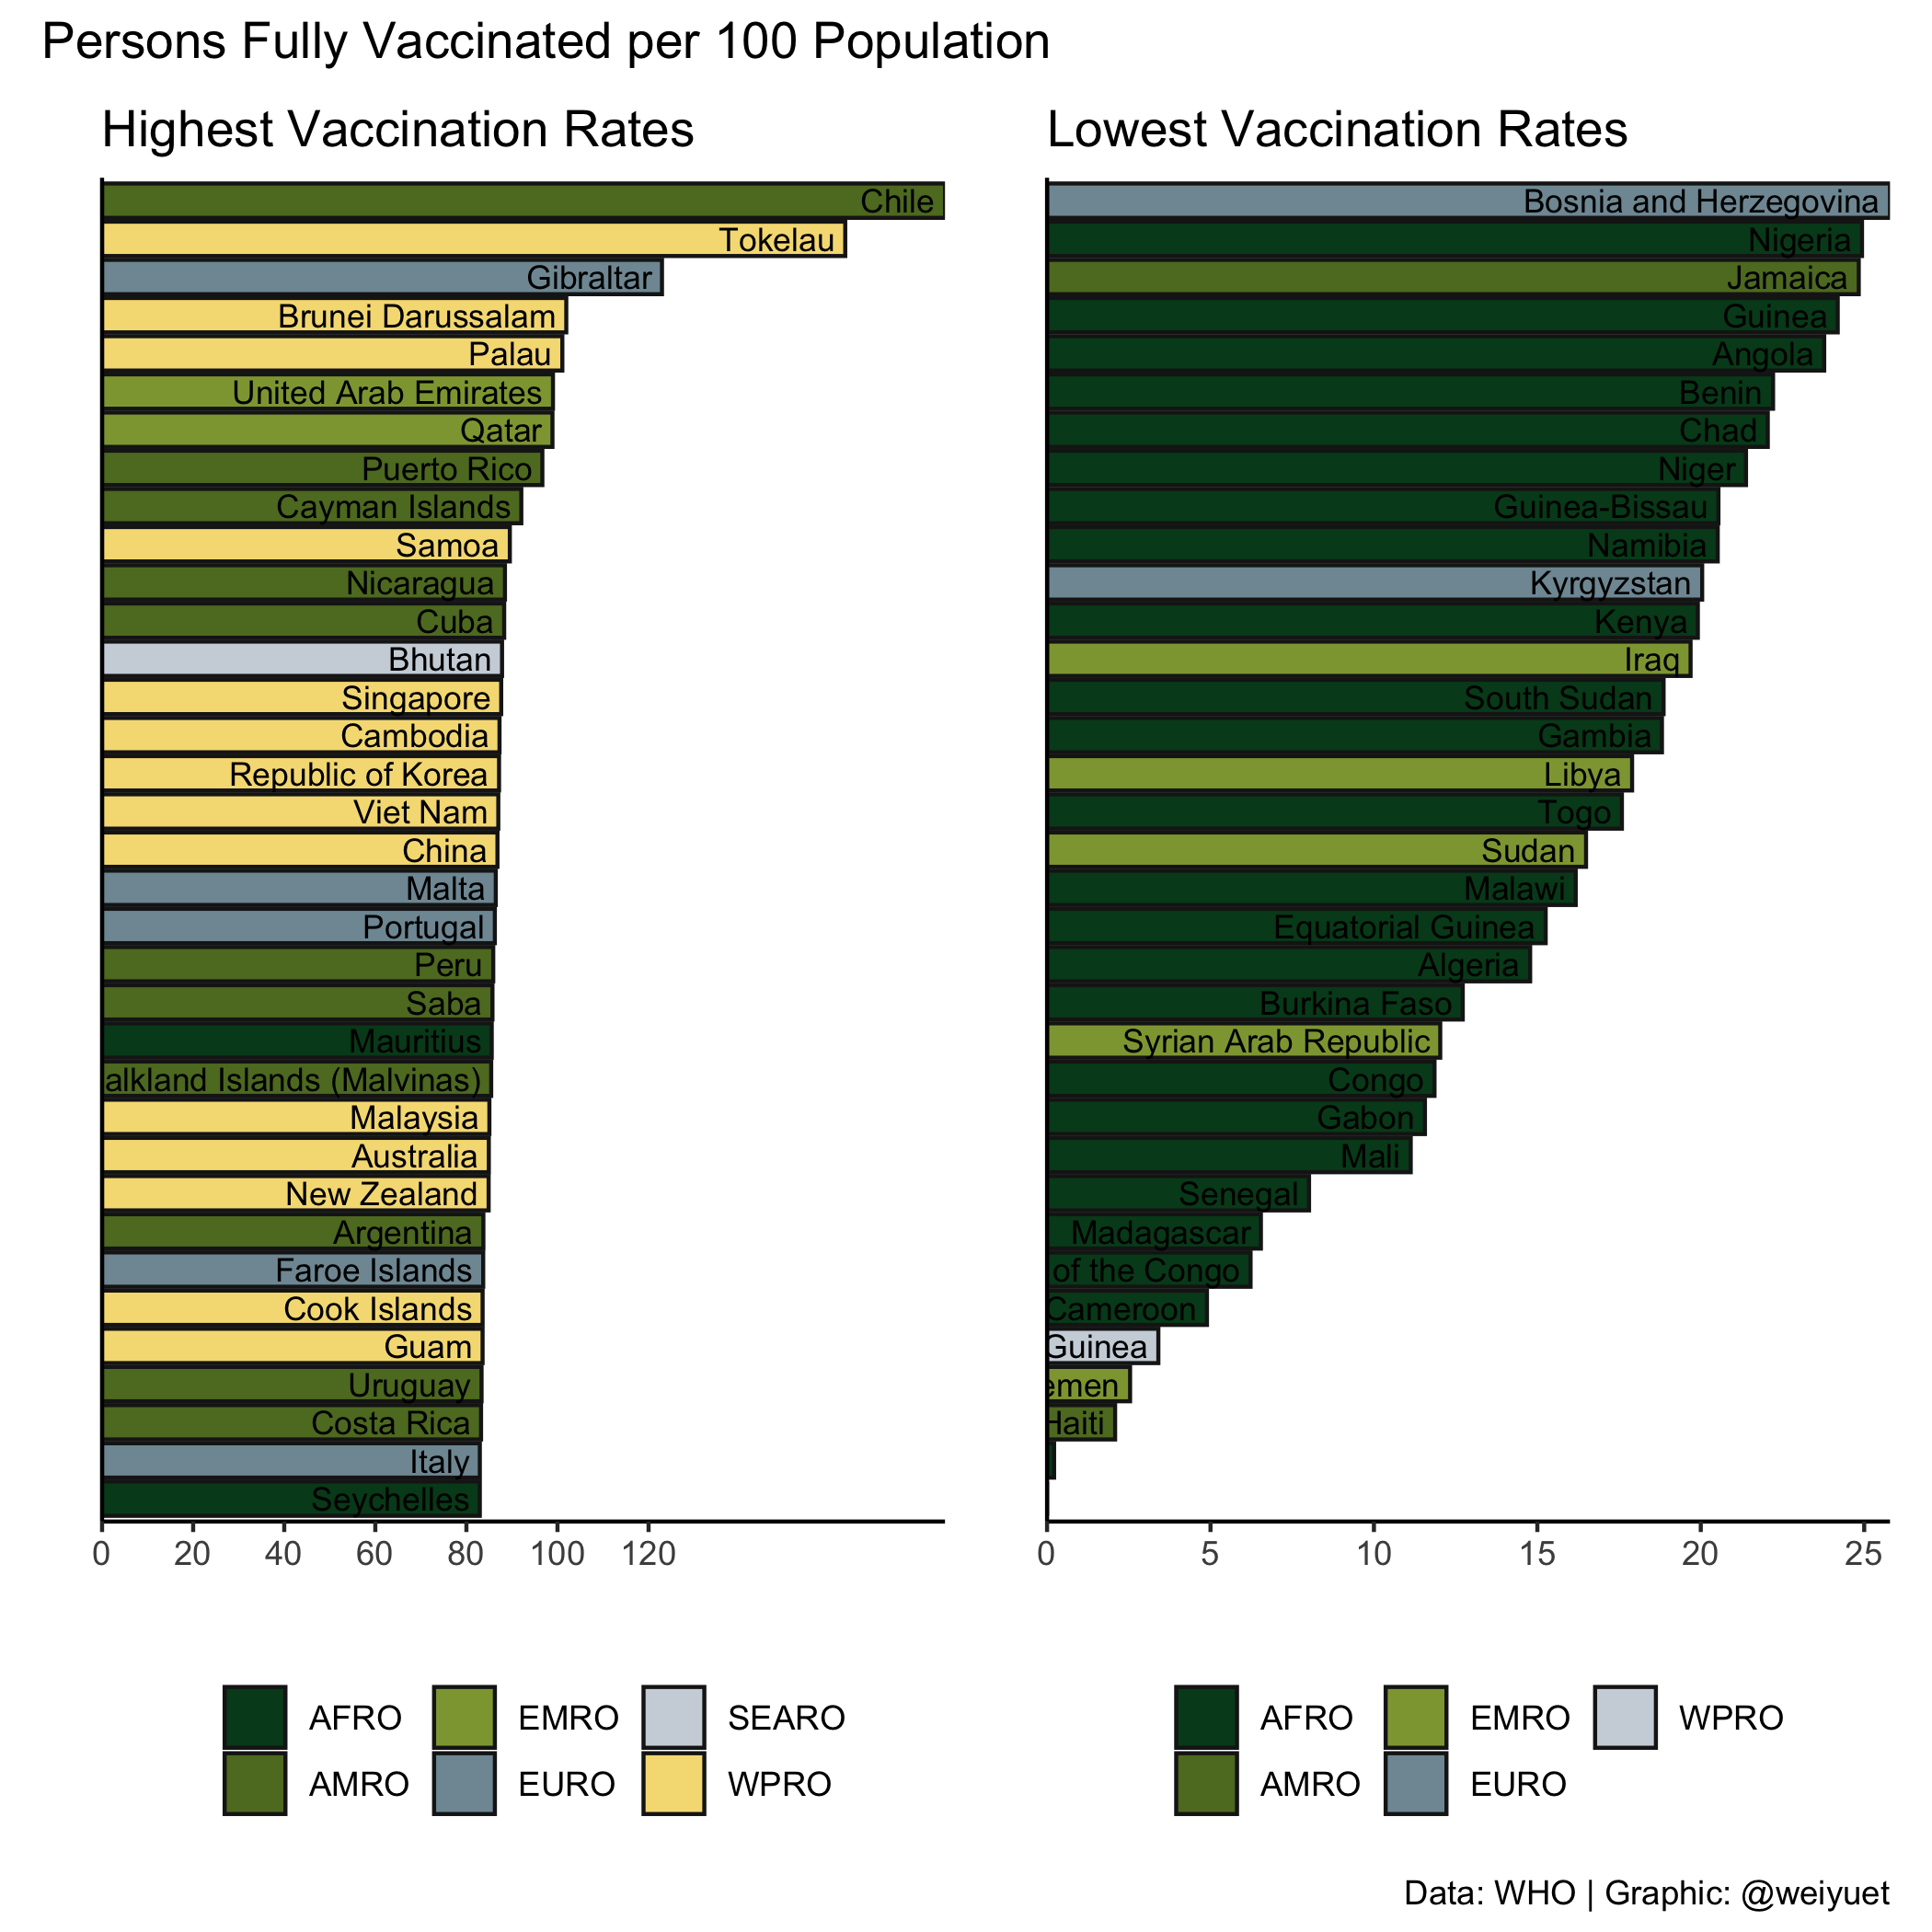 Persons Fully Vaccinated per 100 Population
Highest Vaccination Rates
Chile
Tokelau
Gibraltar
Brunei Darussalam
Palau
United Arab Emirates
Qatar
Puerto Rico
Cayman Islands
Samoa
Nicaragua
Cuba
Bhutan
Singapore
Cambodia
Republic of Korea
Viet Nam
China
Malta
Portugal
Peru
Saba
Mauritius
alkland Islands (Malvinas)
Malaysia
Australia
New Zealand
Argentina
Faroe Islands
Cook Islands
Guam
Uruguay
Costa Rica
Italy
Seychelles
0 20 40 60 80 100 120
AFRO EMRO SEARO
AMRO EURO WPRO
Lowest Vaccination Rates
Bosnia and Herzegovina
Nigeria
Jamaica
Guinea
Angola
Benin
Chad
Niger
Guinea-Bissau
Namibia
Kyrgyzstan
Kenya
Iraq
South Sudan
Gambia
Libya
Togo
Sudan
Malawi
Equatorial Guinea
Algeria
Burkina Faso
Syrian Arab Republic
Congo
Gabon
Mali
Senegal
Madagascar
of the Congo
Cameroon
Guinea
emen
Haiti
0 5 10 15 20 25
AFRO EMRO WPRO
AMRO EURO
Data: WHO | Graphic: @weiyuet